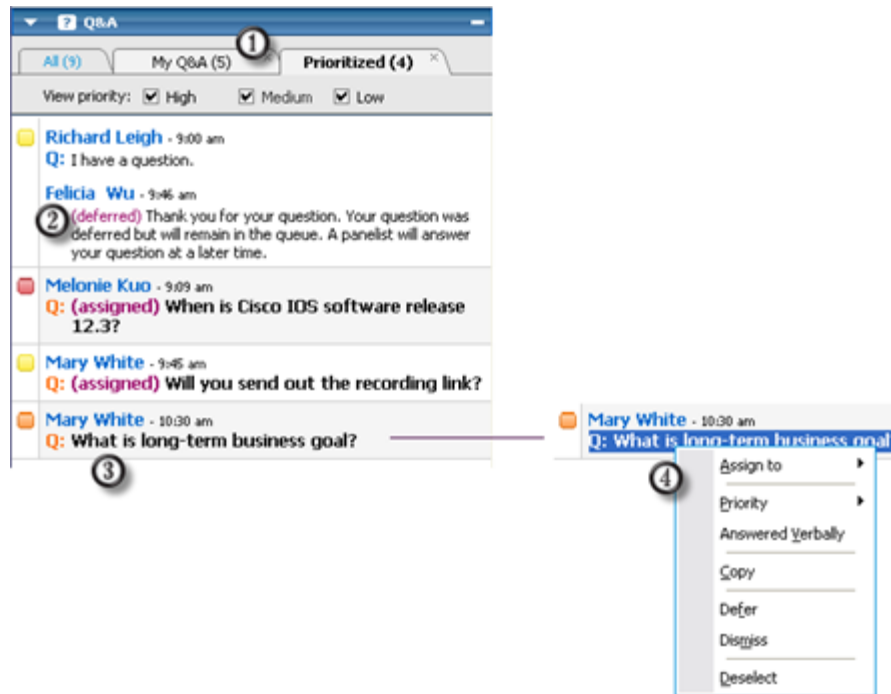 Q&A
1
All (9) My Q&A (5) Prioritized (4)
View priority: High Medium Low
Richard Leigh - 9:00 am
Q: I have a question.
Felicia Wu - 9:46 am
2
(deferred) Thank you for your question. Your question was
deferred but will remain in the queue. A panelist will answer
your question at a later time.
Melonie Kuo - 9:09 am
Q: (assigned) When is Cisco IOS software release
12.3?
Mary White - 9:45 am
Q: (assigned) Will you send out the recording link?
Mary White - 10:30 am
Q: What is long-term business goal?
3
Mary White - 10:30 am
Q: What is long-term business goal
4
Assign to
Priority
Answered Verbally
Copy
Defer
Dismiss
Deselect